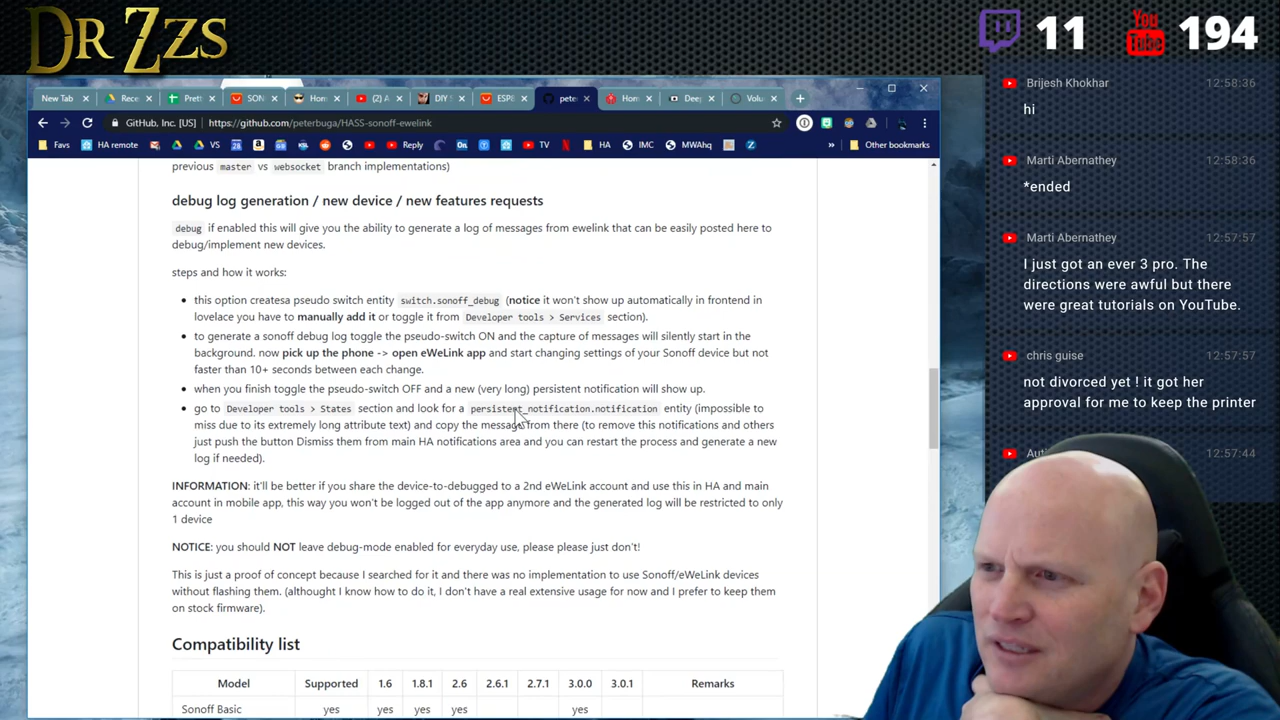 DR ZZS
11
You
Tube
194
New Tab
Rece
Prett
SON
Hom
(2) A
DIY S
ESP8
peter
Hom
Deep
Volu
GitHub, Inc. [US]
https://github.com/peterbuga/HASS-sonoff-ewelink
Favs
HA remote
VS
Reply
TV
HA
IMC
MWAhq
»
Other bookmarks
previous master vs websocket branch implementations)
debug log generation / new device / new features requests
debug if enabled this will give you the ability to generate a log of messages from ewelink that can be easily posted here to
debug/implement new devices.
steps and how it works:
• this option createsa pseudo switch entity switch.sonoff_debug (notice it won't show up automatically in frontend in
lovelace you have to manually add it or toggle it from Developer tools > Services section).
• to generate a sonoff debug log toggle the pseudo-switch ON and the capture of messages will silently start in the
background. now pick up the phone -> open eWeLink app and start changing settings of your Sonoff device but not
faster than 10+ seconds between each change.
• when you finish toggle the pseudo-switch OFF and a new (very long) persistent notification will show up.
• go to Developer tools > States section and look for a persistent_notification.notification entity (impossible to
miss due to its extremely long attribute text) and copy the message from there (to remove this notifications and others
just push the button Dismiss them from main HA notifications area and you can restart the process and generate a new
log if needed).
INFORMATION: it'll be better if you share the device-to-debugged to a 2nd eWeLink account and use this in HA and main
account in mobile app, this way you won't be logged out of the app anymore and the generated log will be restricted to only
1 device
NOTICE: you should NOT leave debug-mode enabled for everyday use, please please just don't!
This is just a proof of concept because I searched for it and there was no implementation to use Sonoff/eWeLink devices
without flashing them. (althought I know how to do it, I don't have a real extensive usage for now and I prefer to keep them
on stock firmware).
Compatibility list
Model Supported 1.6 1.8.1 2.6 2.6.1 2.7.1 3.0.0 3.0.1 Remarks
Sonoff Basic yes yes yes yes yes
Brijesh Khokhar 12:58:36
hi
Marti Abernathey 12:58:36
*ended
Marti Abernathey 12:57:57
I just got an ever 3 pro. The
directions were awful but there
were great tutorials on YouTube.
chris guise 12:57:57
not divorced yet ! it got her
approval for me to keep the printer
12:57:44